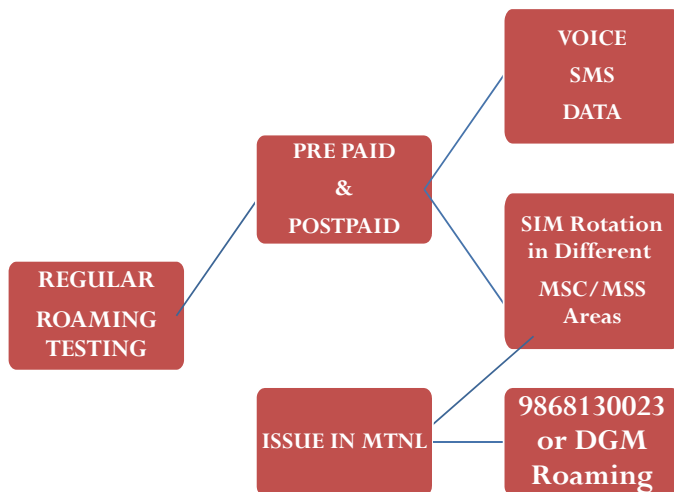 REGULAR
ROAMING
TESTING
PRE PAID
&
POSTPAID
VOICE
SMS
DATA
SIM Rotation
in Different
MSC/MSS
Areas
ISSUE IN MTNL
9868130023
or DGM
Roaming